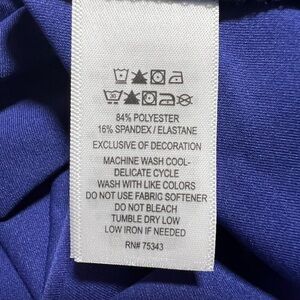 84% POLYESTER
16% SPANDEX / ELASTANE
EXCLUSIVE OF DECORATION
MACHINE WASH COOL-
DELICATE CYCLE
WASH WITH LIKE COLORS
DO NOT USE FABRIG SOFTENER
DO NOT BLEACH
TUMBLE DRY LOW
LOW IRON IF NEEDED
RN# 75343